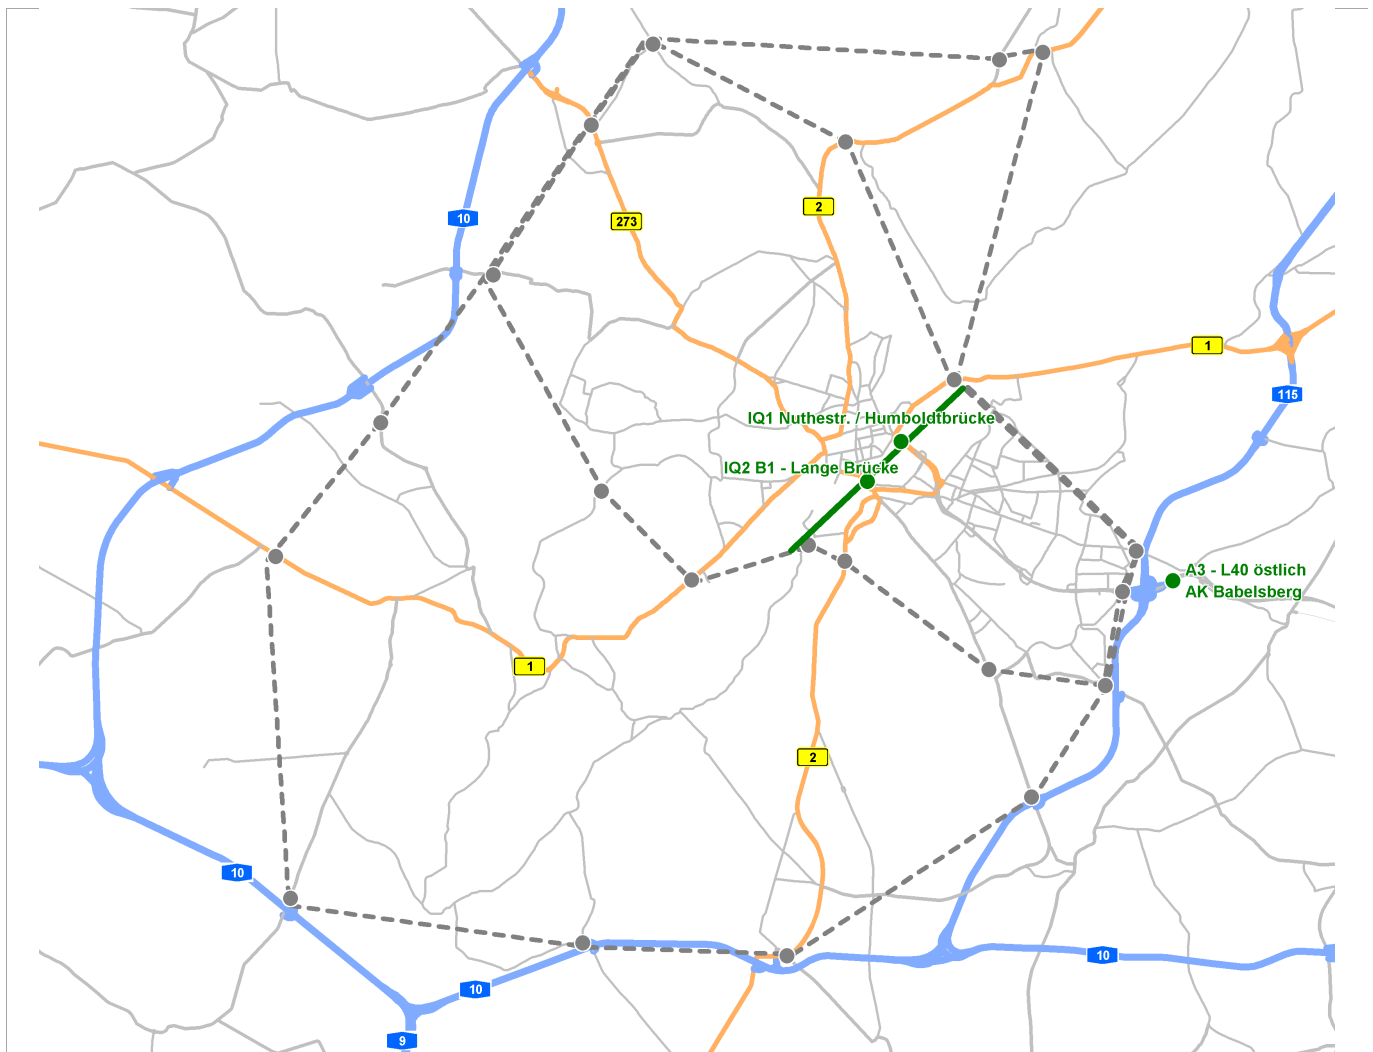 2
10
273
1
115
IQ1 Nuthestr. / Humboldtbrücke
IQ2 B1 - Lange Brücke
A3 - L40 östlich
AK Babelsberg
1
2
10
10
10
9